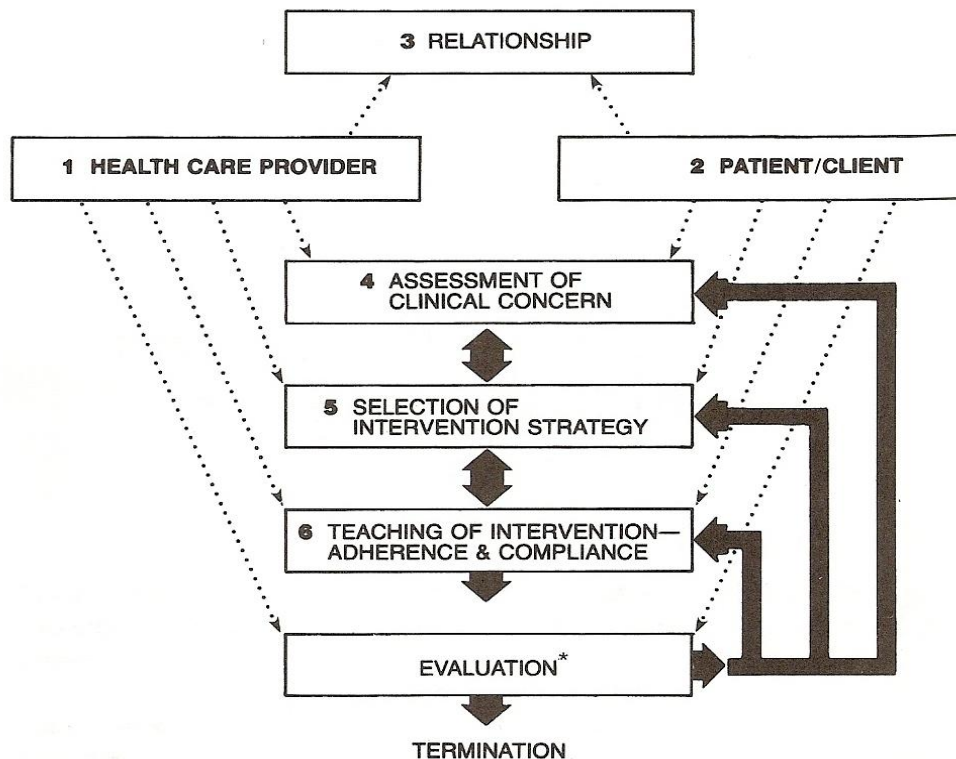 3 RELATIONSHIP
1 HEALTH CARE PROVIDER
2 PATIENT/CLIENT
4 ASSESSMENT OF
CLINICAL CONCERN
5 SELECTION OF
INTERVENTION STRATEGY
6 TEACHING OF INTERVENTION—
ADHERENCE & COMPLIANCE
EVALUATION*
TERMINATION